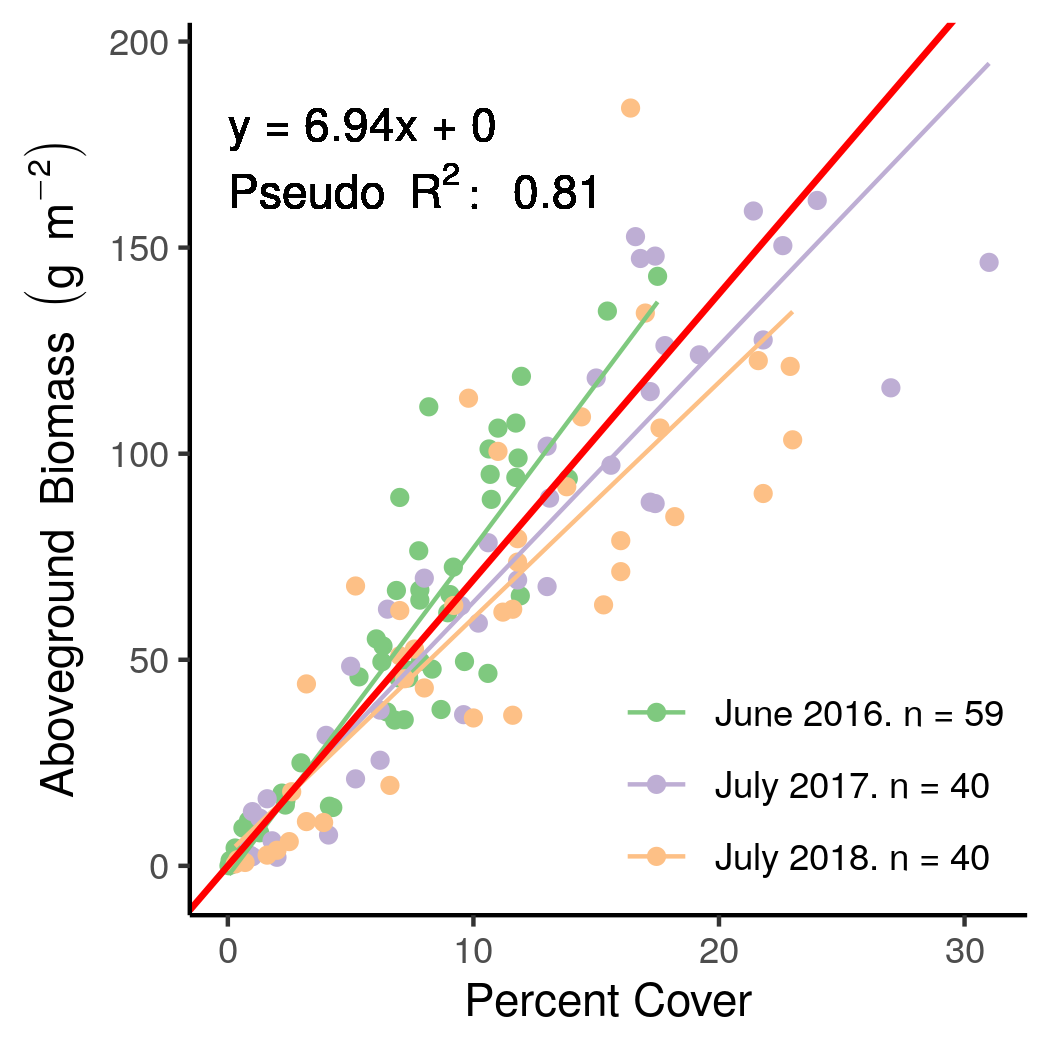 200
150
100
50
0
y = 6.94x + 0
Pseudo R²: 0.81
Aboveground Biomass (g m⁻²)
June 2016. n = 59
July 2017. n = 40
July 2018. n = 40
0 10 20 30
Percent Cover